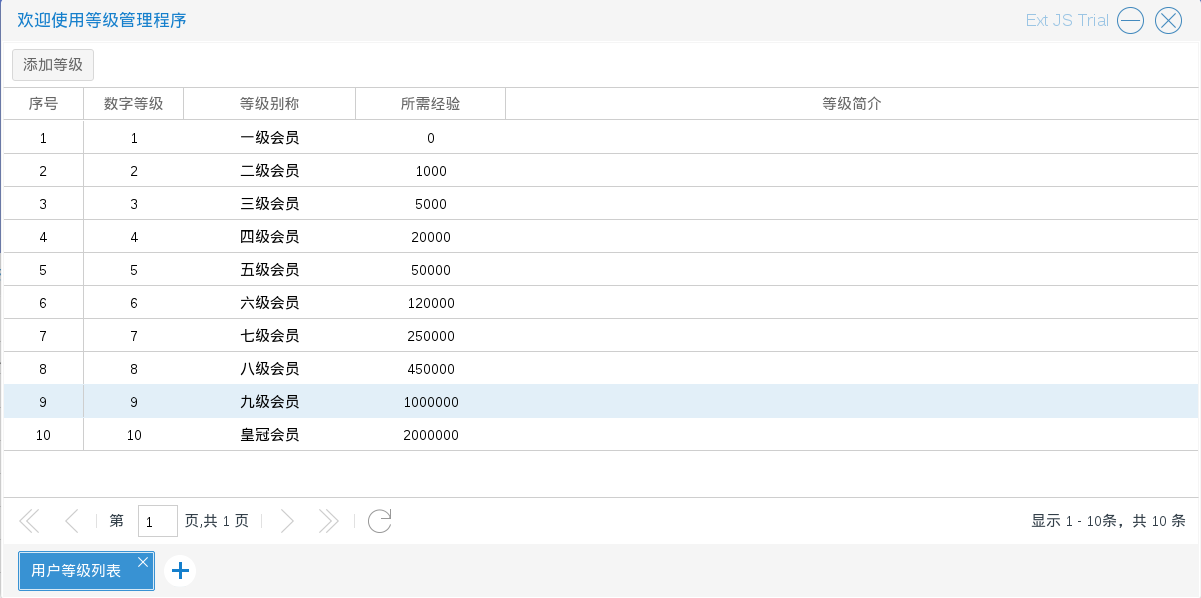 欢迎使用等级管理程序 Ext JS Trial
添加等级
序号 数字等级 等级别称 所需经验 等级简介
1 1 一级会员 0
2 2 二级会员 1000
3 3 三级会员 5000
4 4 四级会员 20000
5 5 五级会员 50000
6 6 六级会员 120000
7 7 七级会员 250000
8 8 八级会员 450000
9 9 九级会员 1000000
10 10 皇冠会员 2000000
第 1 页,共 1 页 显示 1 - 10条，共 10 条
用户等级列表